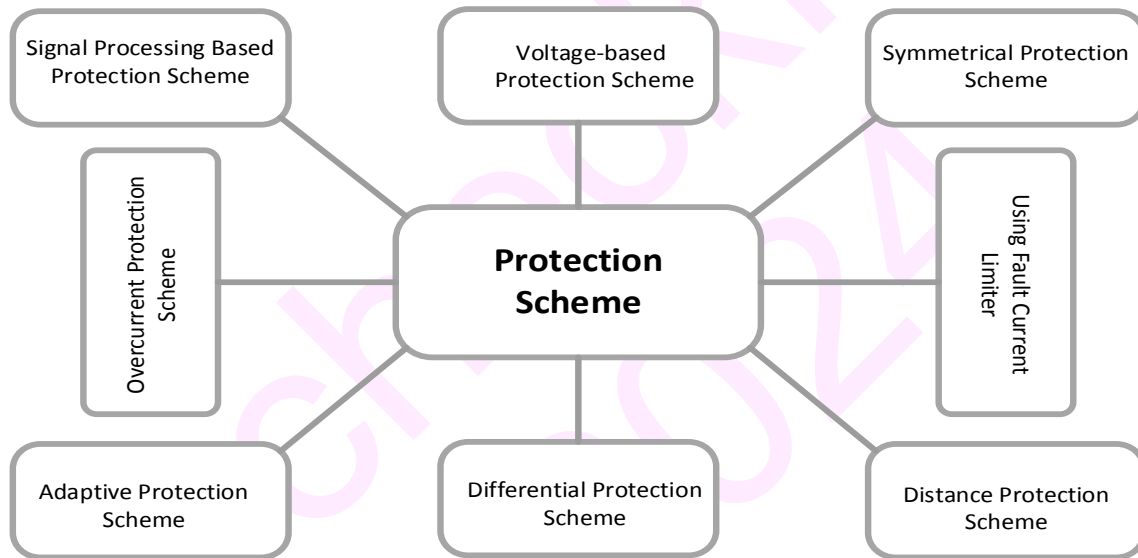 Signal Processing Based
Protection Scheme
Voltage-based
Protection Scheme
Symmetrical Protection
Scheme
Overcurrent Protection
Scheme
Protection
Scheme
Using Fault Current
Limiter
Adaptive Protection
Scheme
Differential Protection
Scheme
Distance Protection
Scheme
2024